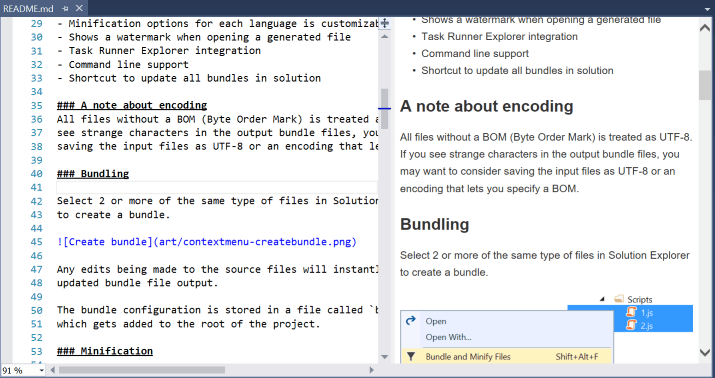 README.md
29 - Minification options for each language is customizab
30 - Shows a watermark when opening a generated file
31 - Task Runner Explorer integration
32 - Command line support
33 - Shortcut to update all bundles in solution
34
35 ### A note about encoding
36 All files without a BOM (Byte Order Mark) is treated a
37 see strange characters in the output bundle files, you
38 saving the input files as UTF-8 or an encoding that le
39
40 ### Bundling
41
42 Select 2 or more of the same type of files in Solution
43 to create a bundle.
44
45 ![Create bundle](art/contextmenu-createbundle.png)
46
47 Any edits being made to the source files will instantl
48 updated bundle file output.
49
50 The bundle configuration is stored in a file called `b
51 which gets added to the root of the project.
52
53 ### Minification
91 %
• Shows a watermark when opening a generated file
• Task Runner Explorer integration
• Command line support
• Shortcut to update all bundles in solution
A note about encoding
All files without a BOM (Byte Order Mark) is treated as UTF-8.
If you see strange characters in the output bundle files, you
may want to consider saving the input files as UTF-8 or an
encoding that lets you specify a BOM.
Bundling
Select 2 or more of the same type of files in Solution Explorer
to create a bundle.
Scripts
1.js
2.js
Open
Open With...
Bundle and Minify Files Shift+Alt+F